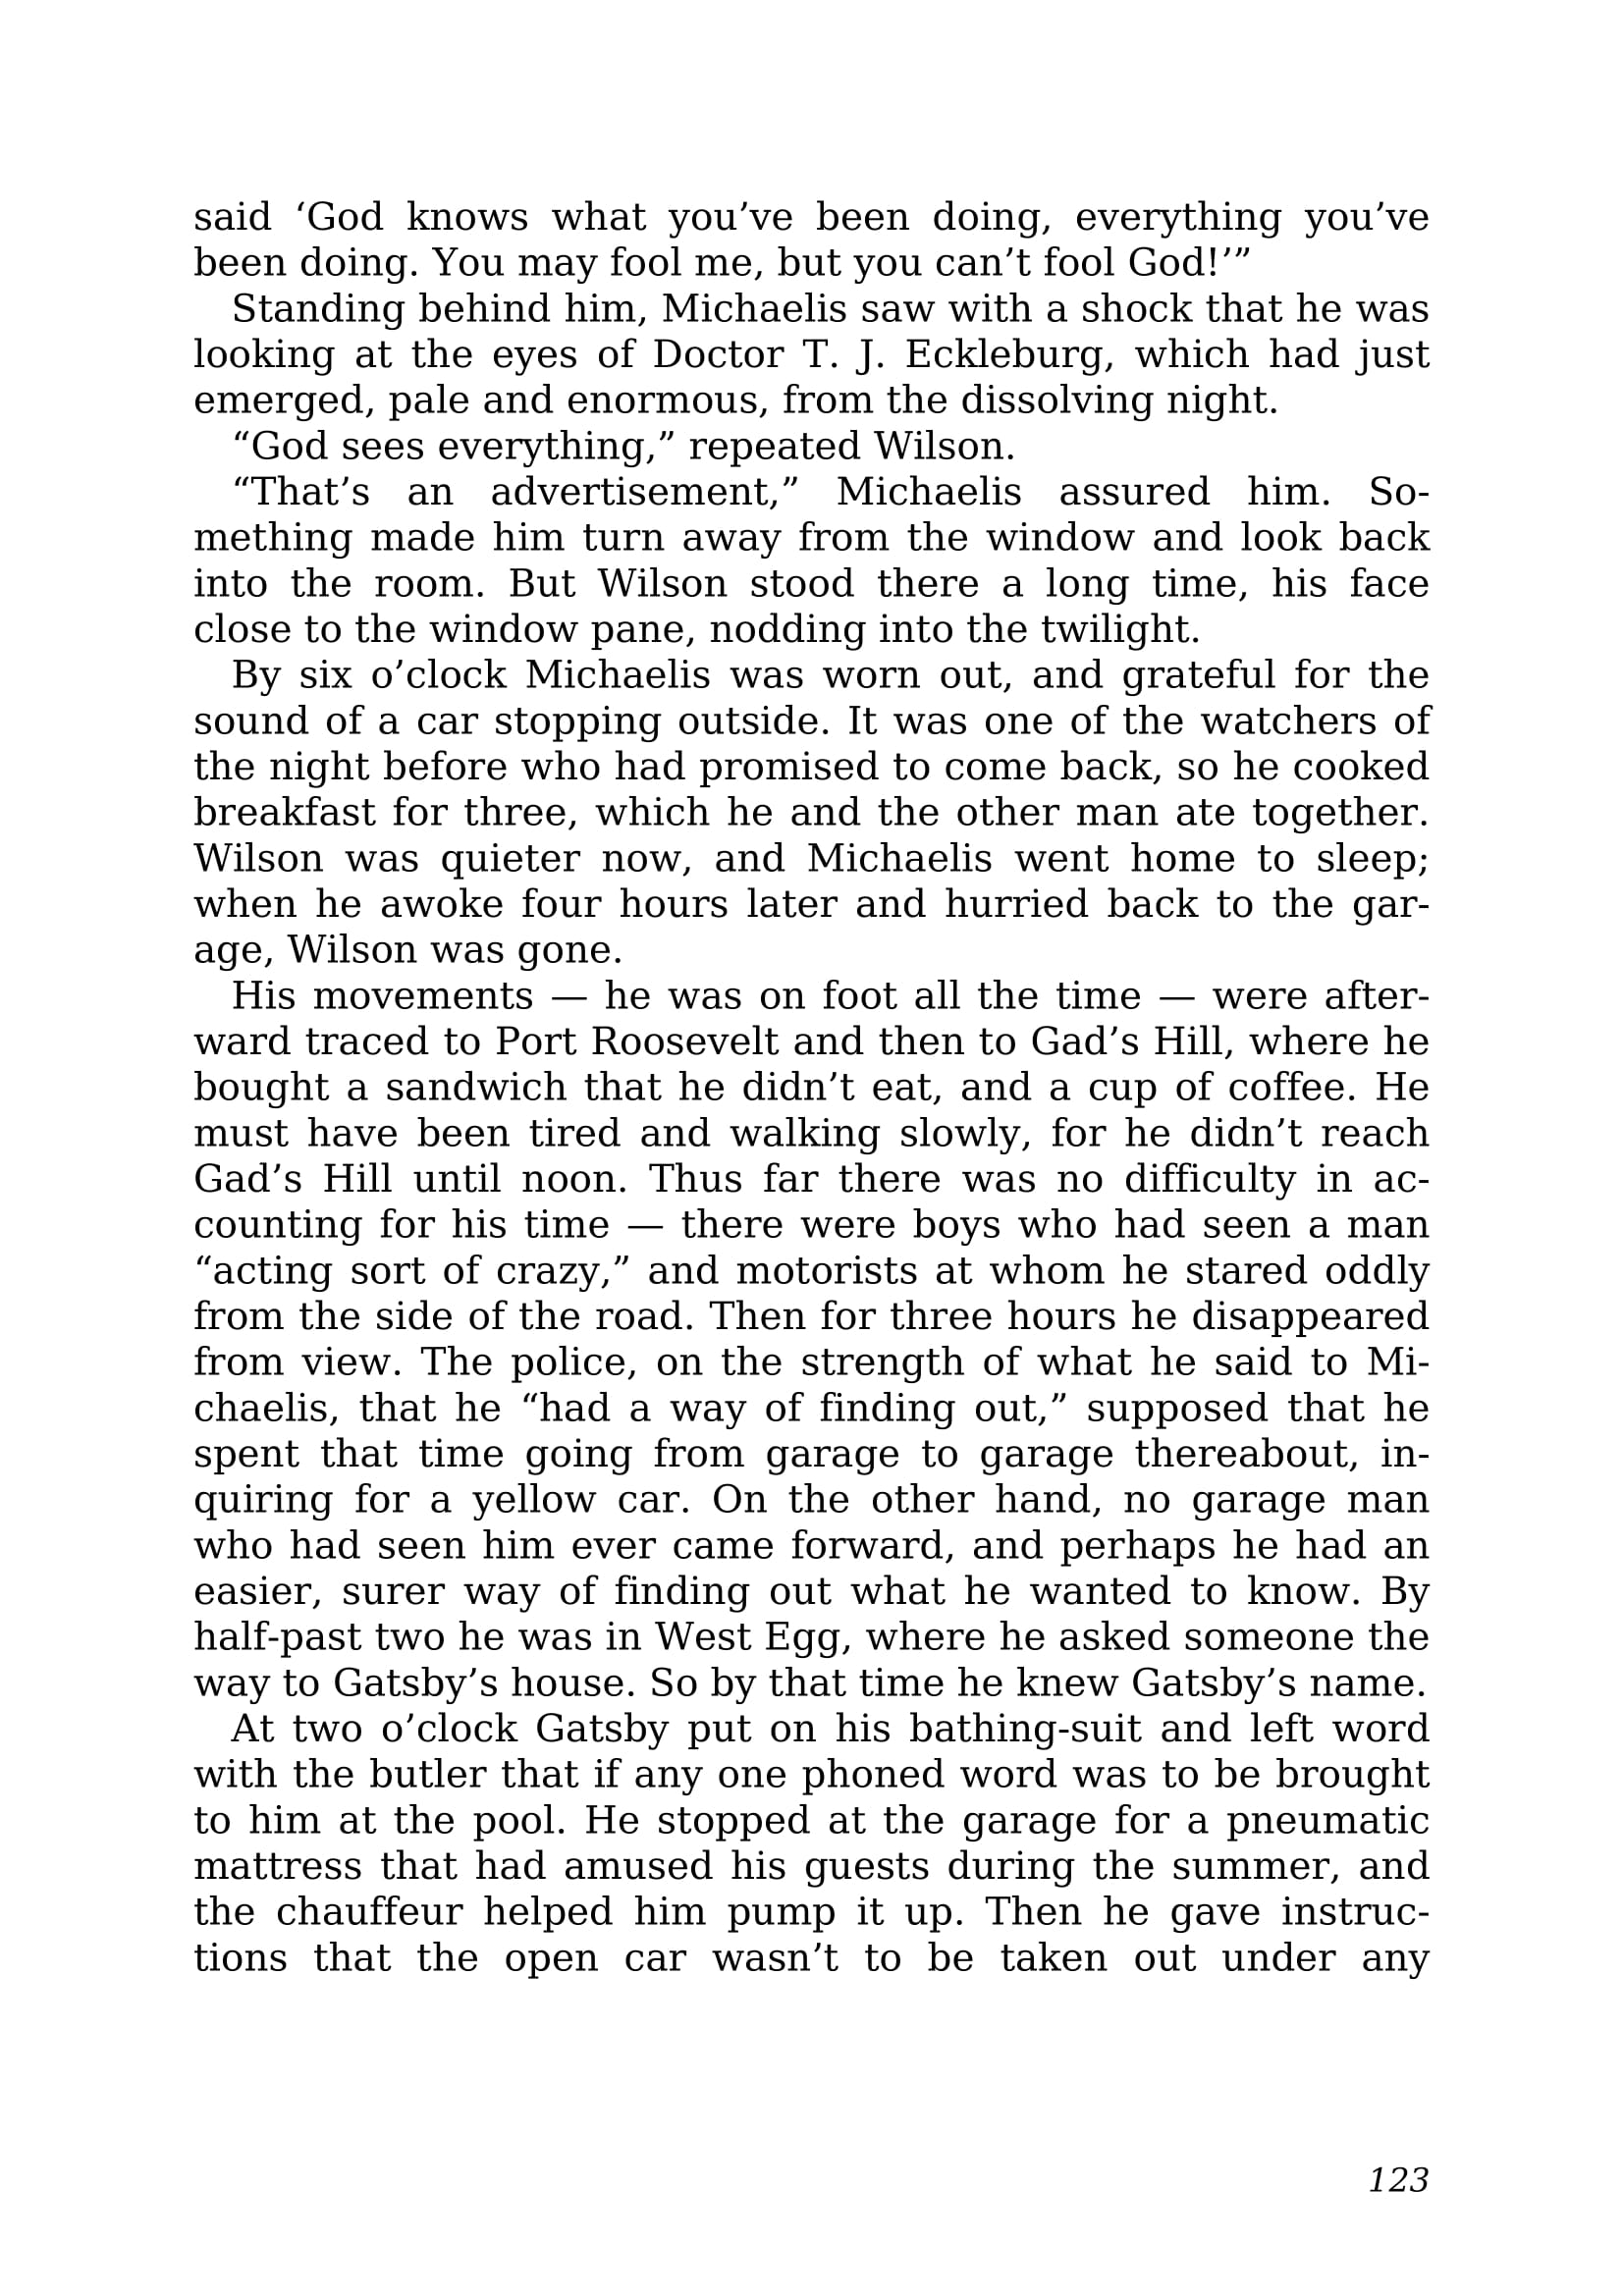 said ‘God knows what you’ve been doing, everything you’ve
been doing. You may fool me, but you can’t fool God!’”
Standing behind him, Michaelis saw with a shock that he was
looking at the eyes of Doctor T. J. Eckleburg, which had just
emerged, pale and enormous, from the dissolving night.
“God sees everything,” repeated Wilson.
“That’s an advertisement,” Michaelis assured him. So-
mething made him turn away from the window and look back
into the room. But Wilson stood there a long time, his face
close to the window pane, nodding into the twilight.
By six o’clock Michaelis was worn out, and grateful for the
sound of a car stopping outside. It was one of the watchers of
the night before who had promised to come back, so he cooked
breakfast for three, which he and the other man ate together.
Wilson was quieter now, and Michaelis went home to sleep;
when he awoke four hours later and hurried back to the gar-
age, Wilson was gone.
His movements — he was on foot all the time — were after-
ward traced to Port Roosevelt and then to Gad’s Hill, where he
bought a sandwich that he didn’t eat, and a cup of coffee. He
must have been tired and walking slowly, for he didn’t reach
Gad’s Hill until noon. Thus far there was no difficulty in ac-
counting for his time — there were boys who had seen a man
“acting sort of crazy,” and motorists at whom he stared oddly
from the side of the road. Then for three hours he disappeared
from view. The police, on the strength of what he said to Mi-
chaelis, that he “had a way of finding out,” supposed that he
spent that time going from garage to garage thereabout, in-
quiring for a yellow car. On the other hand, no garage man
who had seen him ever came forward, and perhaps he had an
easier, surer way of finding out what he wanted to know. By
half-past two he was in West Egg, where he asked someone the
way to Gatsby’s house. So by that time he knew Gatsby’s name.
At two o’clock Gatsby put on his bathing-suit and left word
with the butler that if any one phoned word was to be brought
to him at the pool. He stopped at the garage for a pneumatic
mattress that had amused his guests during the summer, and
the chauffeur helped him pump it up. Then he gave instruc-
tions that the open car wasn’t to be taken out under any
123